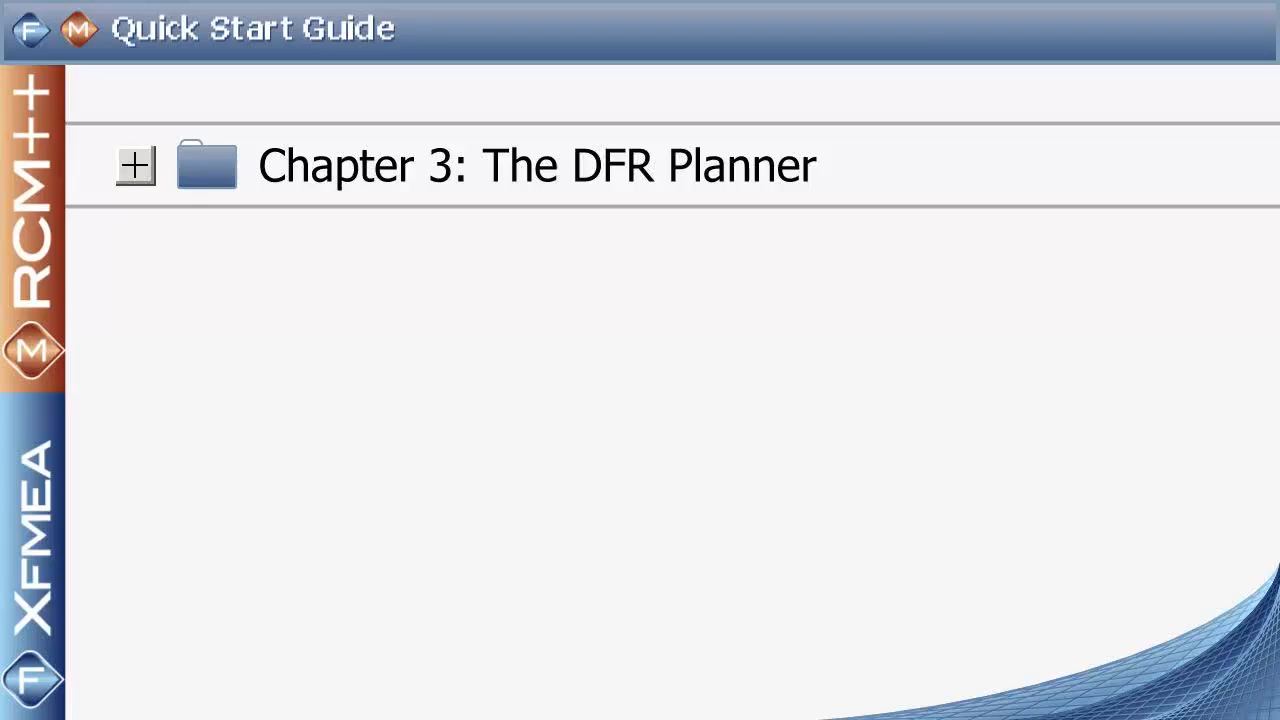 F M Quick Start Guide
Chapter 3: The DFR Planner
M RCM++
F XFMEA